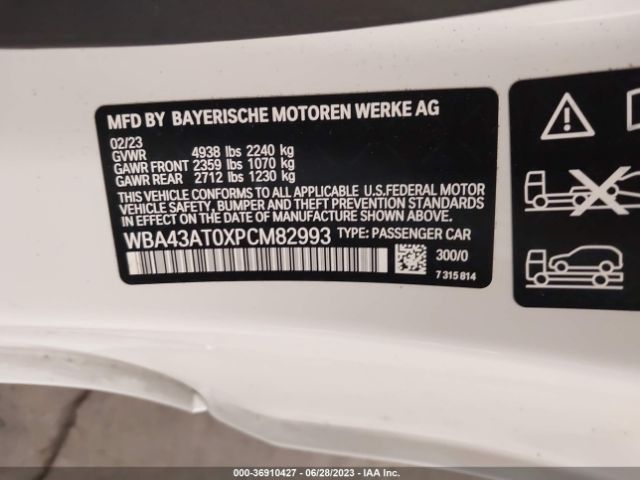 MFD BY BAYERISCHE MOTOREN WERKE AG
02/23
GVWR 4938 lbs 2240 kg
GAWR FRONT 2359 lbs 1070 kg
GAWR REAR 2712 lbs 1230 kg
THIS VEHICLE CONFORMS TO ALL APPLICABLE U.S.FEDERAL MOTOR
VEHICLE SAFETY, BUMPER AND THEFT PREVENTION STANDARDS
IN EFFECT ON THE DATE OF MANUFACTURE SHOWN ABOVE.
WBA43AT0XPCM82993 TYPE: PASSENGER CAR
300/0
7 315 814
000-36910427 - 06/28/2023 - IAA Inc.